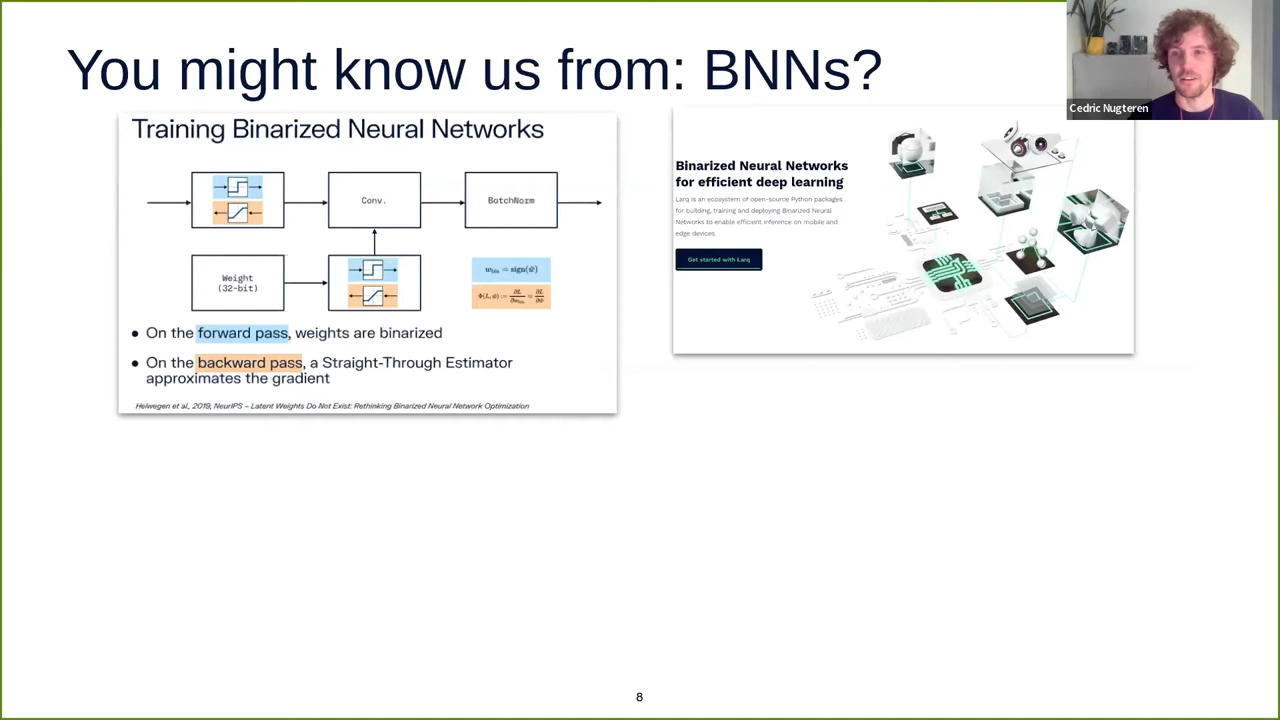 You might know us from: BNNs?
Cedric Nugteren
Training Binarized Neural Networks
Conv.
BatchNorm
Weight
(32-bit)
On the forward pass, weights are binarized
On the backward pass, a Straight-Through Estimator
approximates the gradient
Helwegen et al., 2019, NeurIPS – Latent Weights Do Not Exist: Rethinking Binarized Neural Network Optimization
Binarized Neural Networks
for efficient deep learning
Larq is an ecosystem of open-source Python packages
for building, training and deploying Binarized Neural
Networks to enable efficient inference on mobile and
edge devices.
Get started with Larq
8